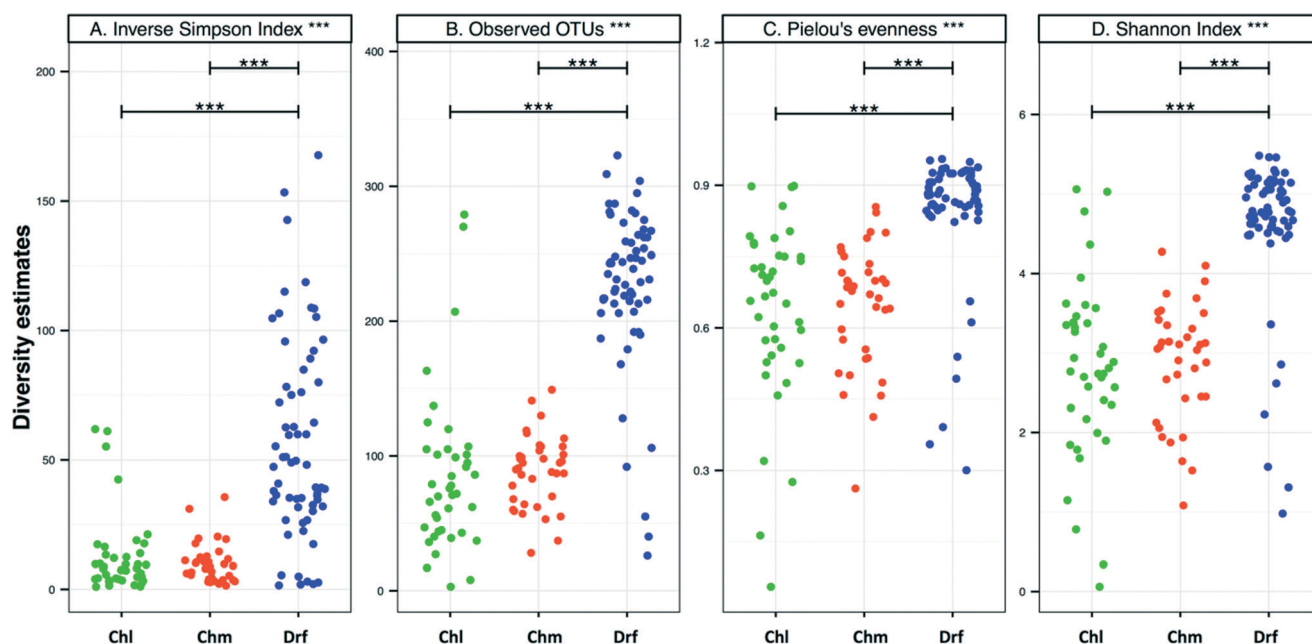 A. Inverse Simpson Index ***
B. Observed OTUs ***
C. Pielou's evenness ***
D. Shannon Index ***
Diversity estimates
200
150
100
50
0
***
***
Chl Chm Drf
400
300
200
100
0
***
***
Chl Chm Drf
1.2
0.9
0.6
0.3
***
***
Chl Chm Drf
6
4
2
0
***
***
Chl Chm Drf